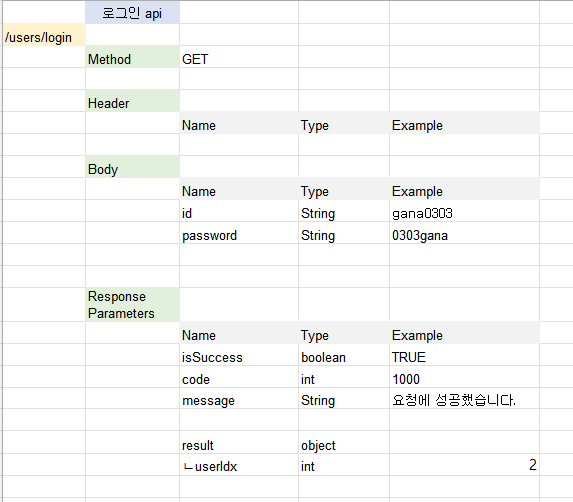 로그인 api
/users/login
Method GET
Header
Name Type Example
Body
Name Type Example
id String gana0303
password String 0303gana
Response
Parameters
Name Type Example
isSuccess boolean TRUE
code int 1000
message String 요청에 성공했습니다.
result object
ㄴuserIdx int 2